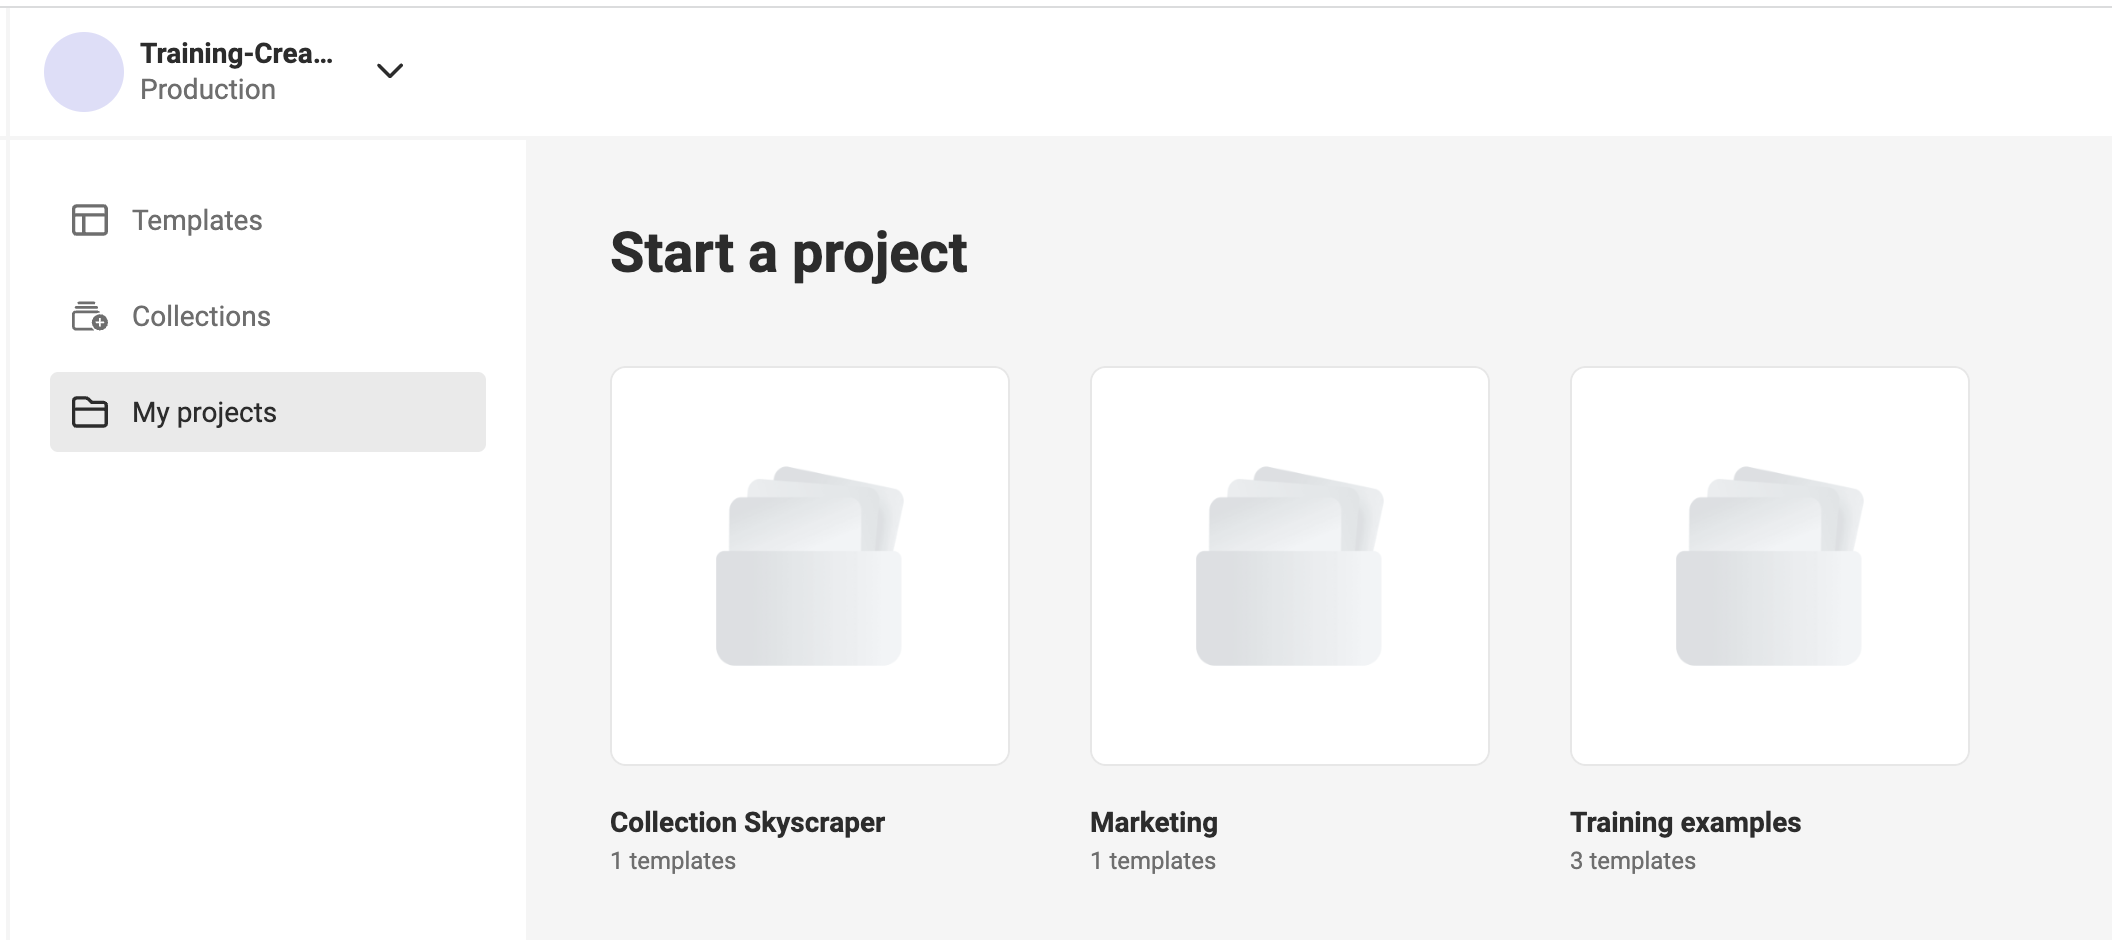 Training-Crea...
Production
Templates
Collections
My projects
Start a project
Collection Skyscraper
1 templates
Marketing
1 templates
Training examples
3 templates